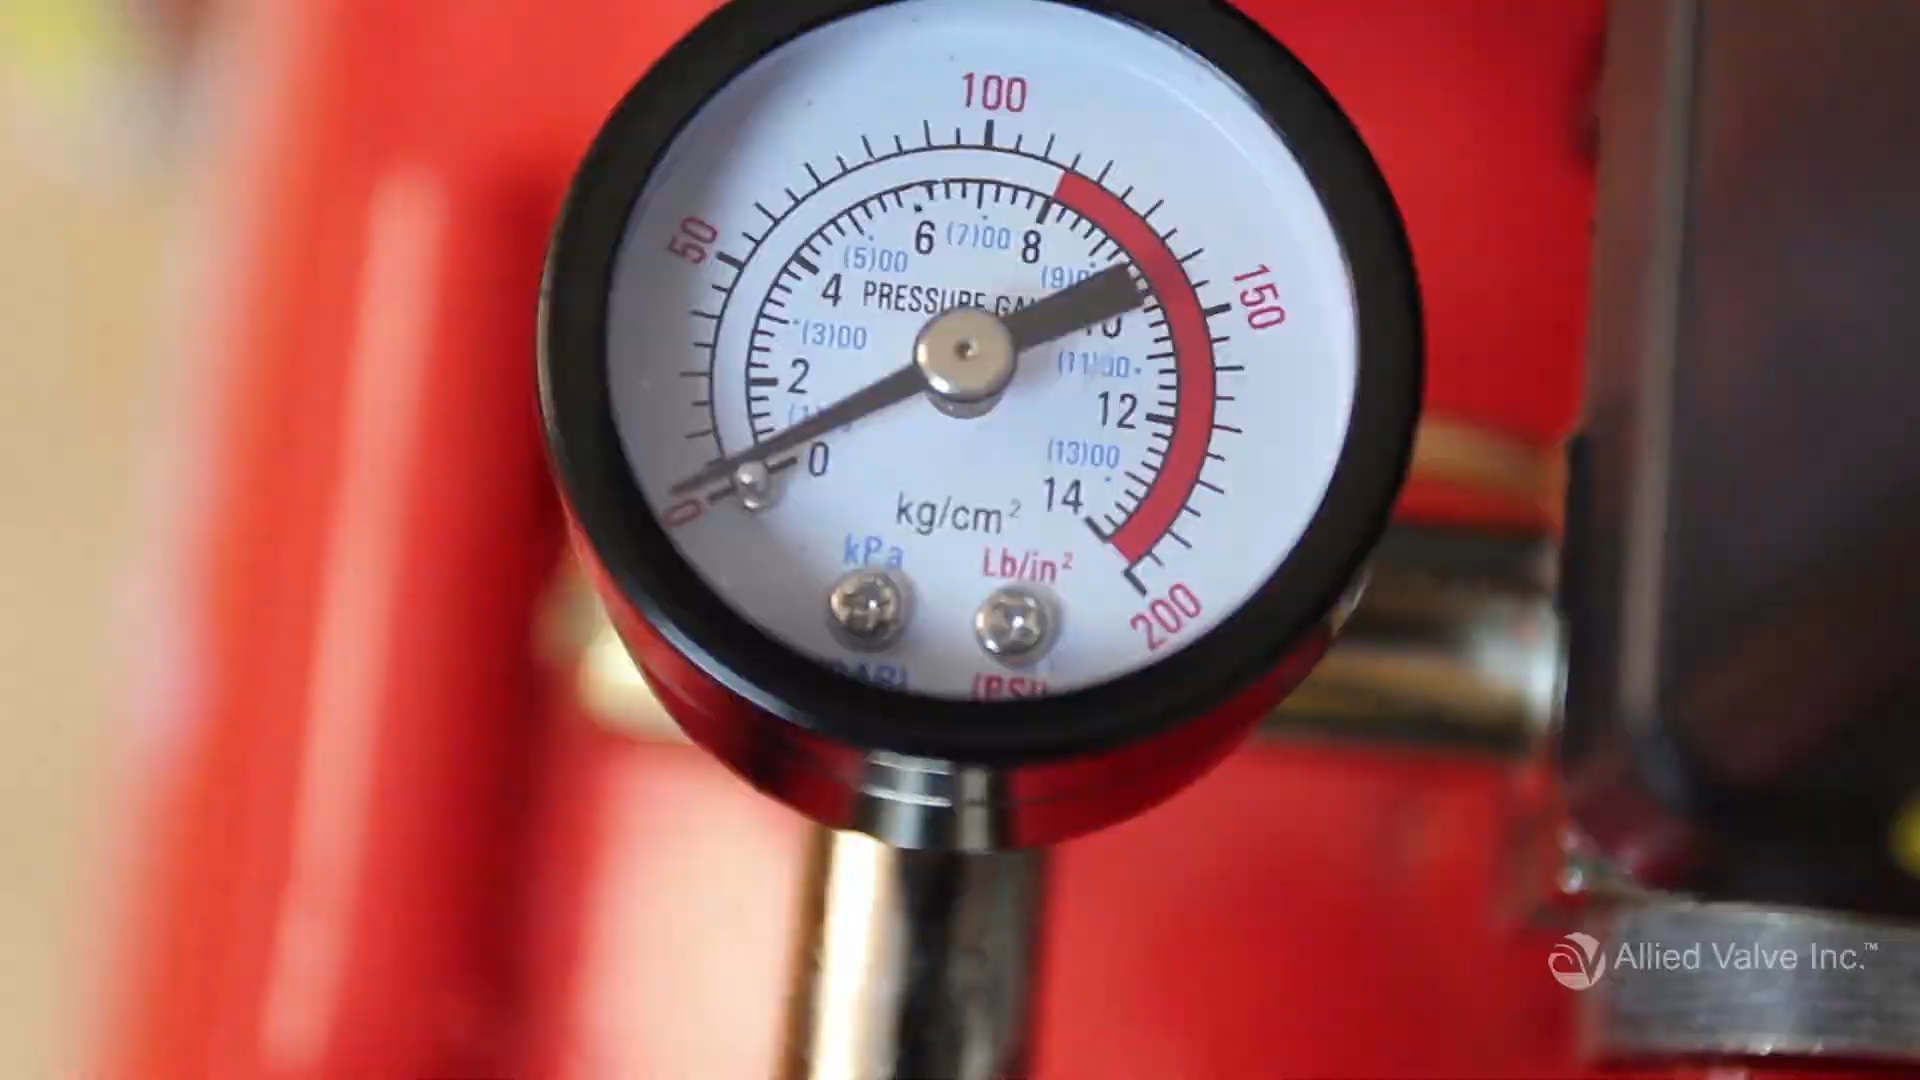 100
50
150
6 (7)00 8
(5)00
4
PRESSURE
(3)00
2
(11)00
12
0
(13)00
14
kg/cm²
0
kPa
Lb/in²
200
Allied Valve Inc.™